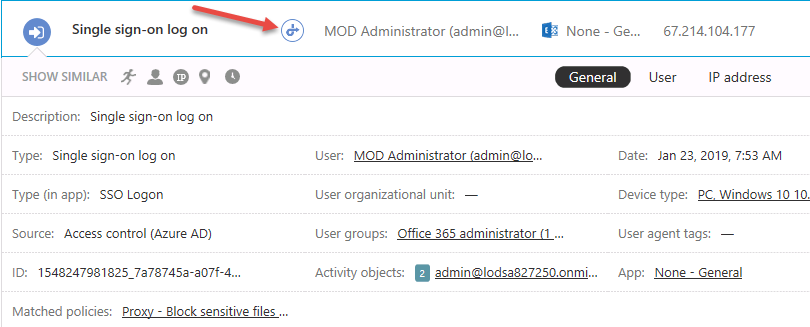 Single sign-on log on MOD Administrator (admin@l... None - Ge... 67.214.104.177
SHOW SIMILAR IP General User IP address
Description: Single sign-on log on
Type: Single sign-on log on User: MOD Administrator (admin@lo... Date: Jan 23, 2019, 7:53 AM
Type (in app): SSO Logon User organizational unit: — Device type: PC, Windows 10 10.
Source: Access control (Azure AD) User groups: Office 365 administrator (1 ... User agent tags: —
ID: 1548247981825_7a78745a-a07f-4... Activity objects: 2 admin@lodsa827250.onmi... App: None - General
Matched policies: Proxy - Block sensitive files ...